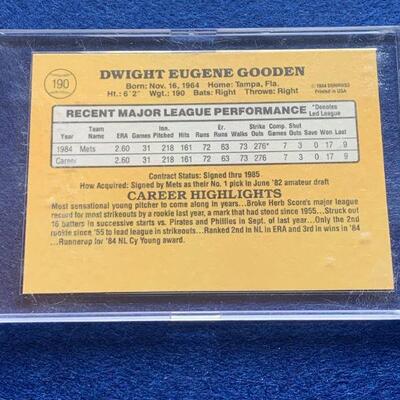 190
DWIGHT EUGENE GOODEN
Born: Nov. 16, 1964 Home: Tampa, Fla.
Ht.: 6'2" Wgt.: 190 Bats: Right Throws: Right
© 1984 DONRUSS
Printed in USA
RECENT MAJOR LEAGUE PERFORMANCE
*Denotes
Led League
Year Team Name ERA Games Inn. Pitched Hits Runs Er. Runs Walks Strike Outs Comp. Games Shut Outs Save Won Lost
1984 Mets 2.60 31 218 161 72 63 73 276* 7 3 0 17 9
Career 2.60 31 218 161 72 63 73 276 7 3 0 17 9
Contract Status: Signed thru 1985
How Acquired: Signed by Mets as their No. 1 pick in June '82 amateur draft
CAREER HIGHLIGHTS
Most sensational young pitcher to come along in years...Broke Herb Score's major league
record for most strikeouts by a rookie last year, a mark that had stood since 1955...Struck out
16 batters in successive starts vs. Pirates and Phillies in Sept. of last year...Only the 2nd
rookie since '55 to lead league in strikeouts...Ranked 2nd in NL in ERA and 3rd in wins in '84
...Runnerup for '84 NL Cy Young award